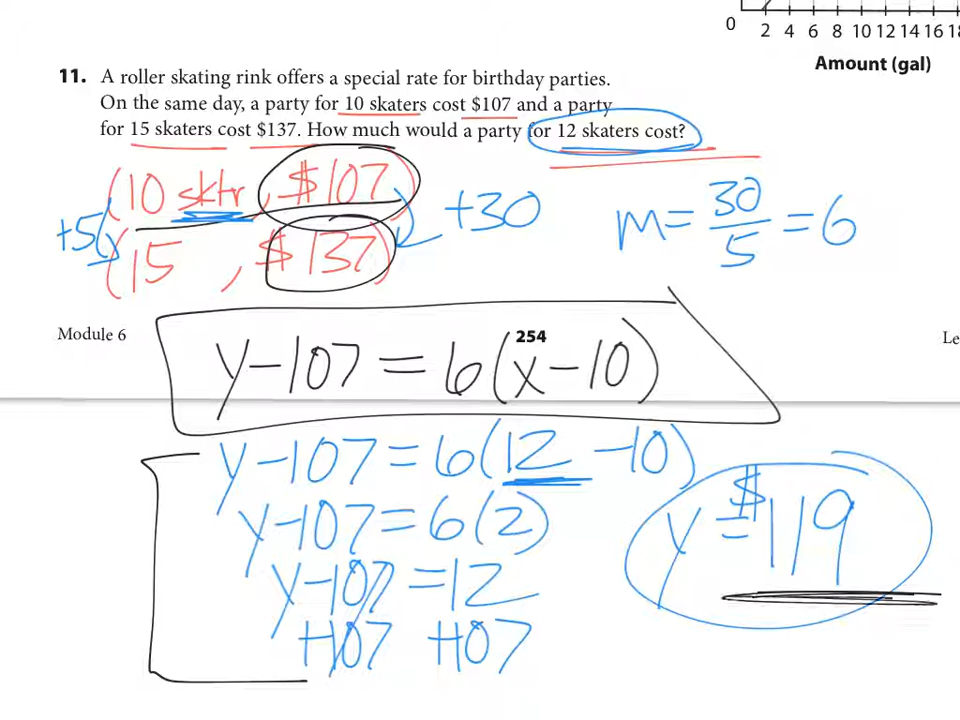 0 2 4 6 8 10 12 14 16 18
Amount (gal)
11. A roller skating rink offers a special rate for birthday parties.
On the same day, a party for 10 skaters cost $107 and a party
for 15 skaters cost $137. How much would a party for 12 skaters cost?
(10 sktr, $107)
+5
+30
(15, $137)
m = 30/5 = 6
Module 6
254
Le
y-107 = 6(x-10)
y-107 = 6(12-10)
y-107 = 6(2)
y-107 = 12
+107 +107
y = $119